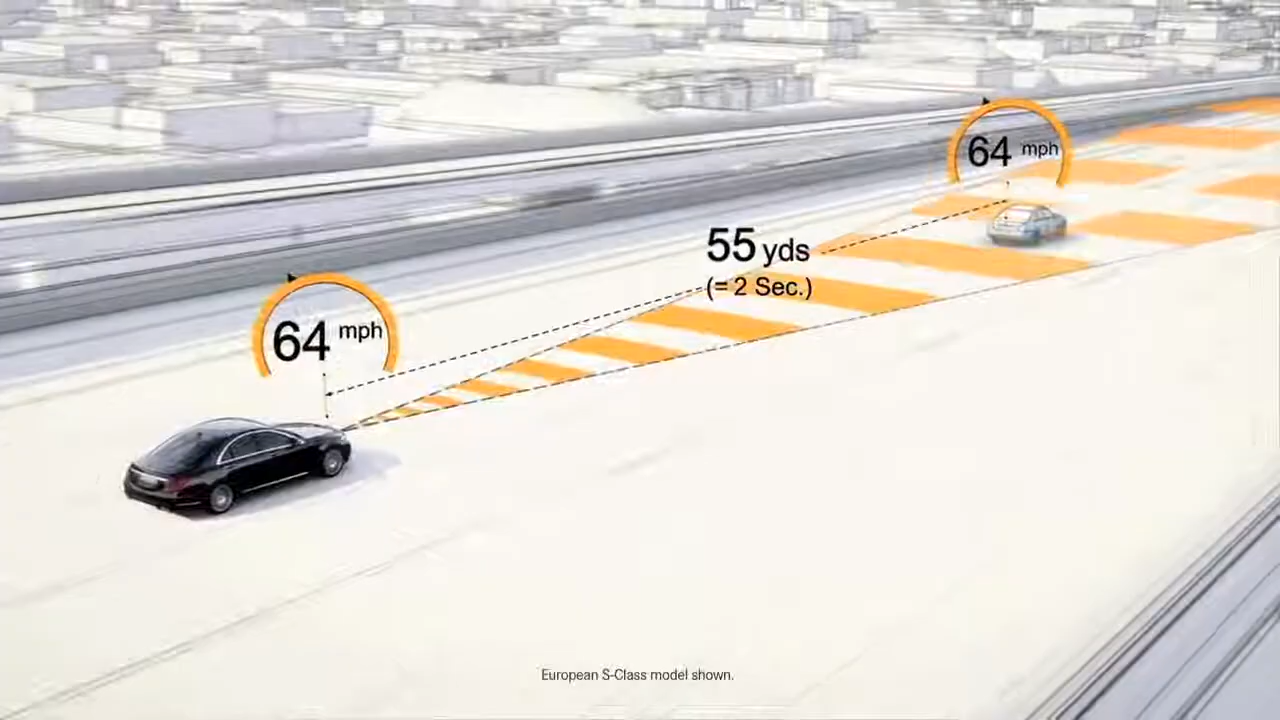 64 mph
55 yds
(= 2 Sec.)
64 mph
European S-Class model shown.